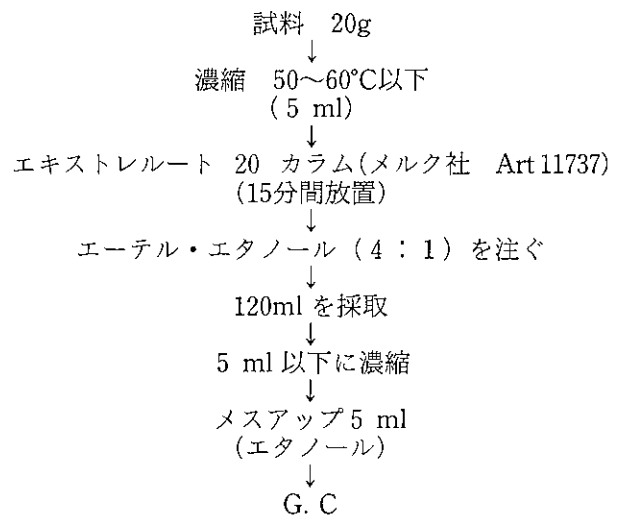 試料 20g
↓
濃縮 50~60℃以下
(5 ml)
↓
エキストレルート 20 カラム(メルク社 Art 11737)
(15分間放置)
↓
エーテル・エタノール (4:1) を注ぐ
↓
120ml を採取
↓
5 ml 以下に濃縮
↓
メスアップ 5 ml
(エタノール)
↓
G. C